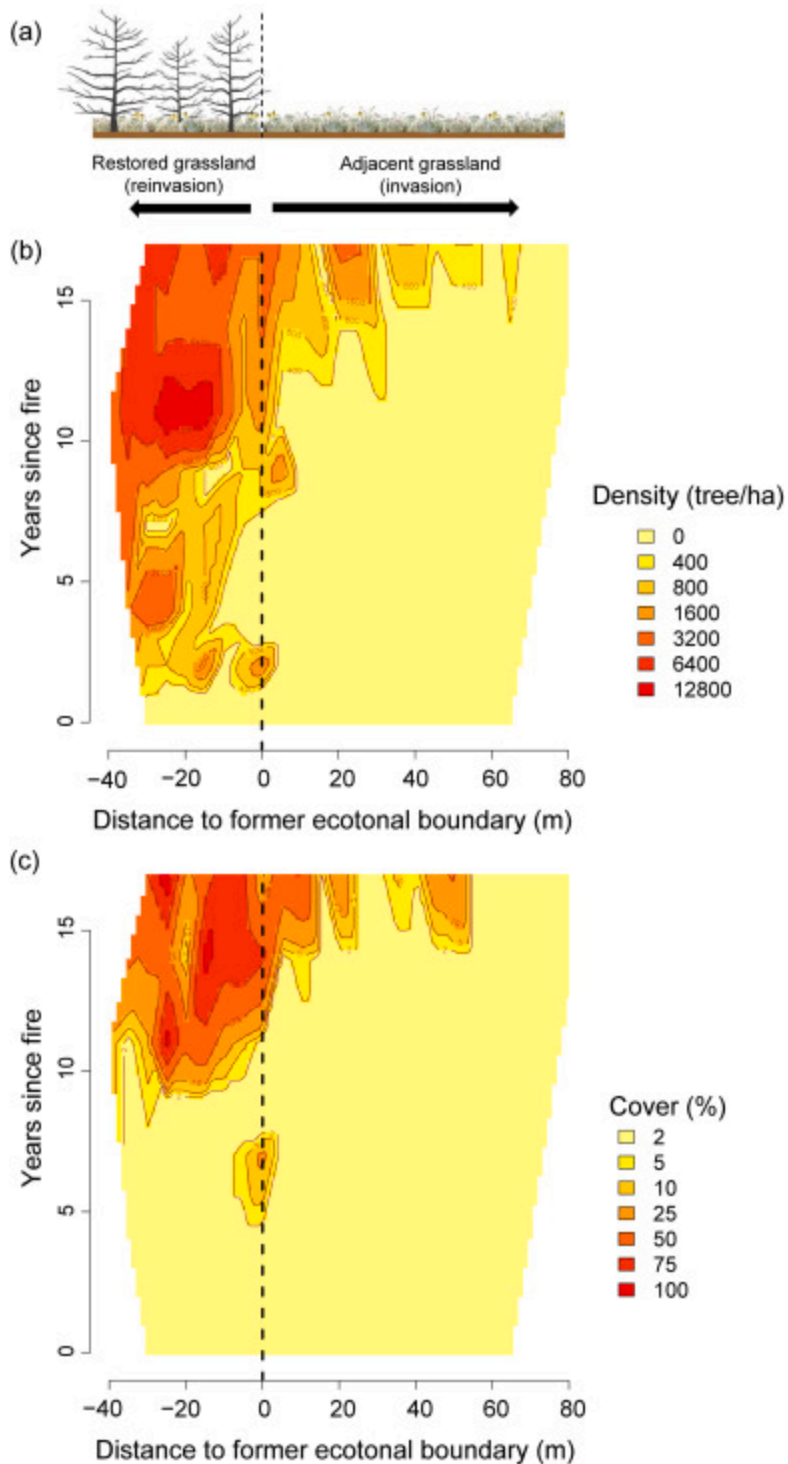 (a)
Restored grassland
(reinvasion)
Adjacent grassland
(invasion)
(b)
Years since fire
15
10
5
0
−40 −20 0 20 40 60 80
Distance to former ecotonal boundary (m)
Density (tree/ha)
0
400
800
1600
3200
6400
12800
(c)
Years since fire
15
10
5
0
−40 −20 0 20 40 60 80
Distance to former ecotonal boundary (m)
Cover (%)
2
5
10
25
50
75
100